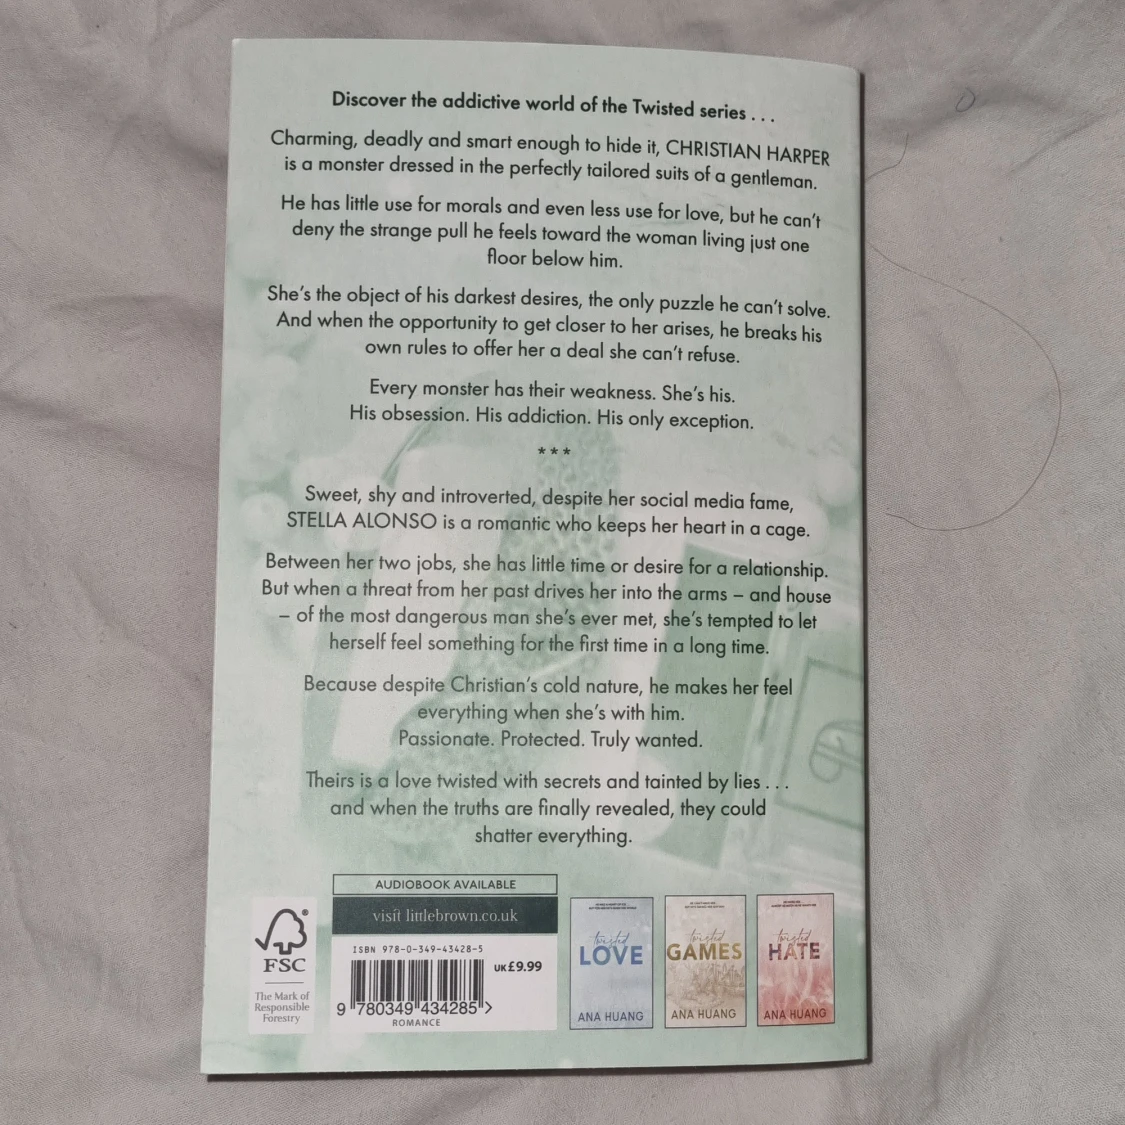 Discover the addictive world of the Twisted series . . .
Charming, deadly and smart enough to hide it, CHRISTIAN HARPER
is a monster dressed in the perfectly tailored suits of a gentleman.
He has little use for morals and even less use for love, but he can't
deny the strange pull he feels toward the woman living just one
floor below him.
She's the object of his darkest desires, the only puzzle he can't solve.
And when the opportunity to get closer to her arises, he breaks his
own rules to offer her a deal she can't refuse.
Every monster has their weakness. She's his.
His obsession. His addiction. His only exception.
* * *
Sweet, shy and introverted, despite her social media fame,
STELLA ALONSO is a romantic who keeps her heart in a cage.
Between her two jobs, she has little time or desire for a relationship.
But when a threat from her past drives her into the arms – and house
– of the most dangerous man she's ever met, she's tempted to let
herself feel something for the first time in a long time.
Because despite Christian's cold nature, he makes her feel
everything when she's with him.
Passionate. Protected. Truly wanted.
Theirs is a love twisted with secrets and tainted by lies . . .
and when the truths are finally revealed, they could
shatter everything.
FSC
The Mark of
Responsible
Forestry
AUDIOBOOK AVAILABLE
visit littlebrown.co.uk
ISBN 978-0-349-43428-5
UK£9.99
9 780349 434285 >
ROMANCE
twisted
LOVE
ANA HUANG
twisted
GAMES
ANA HUANG
twisted
HATE
ANA HUANG